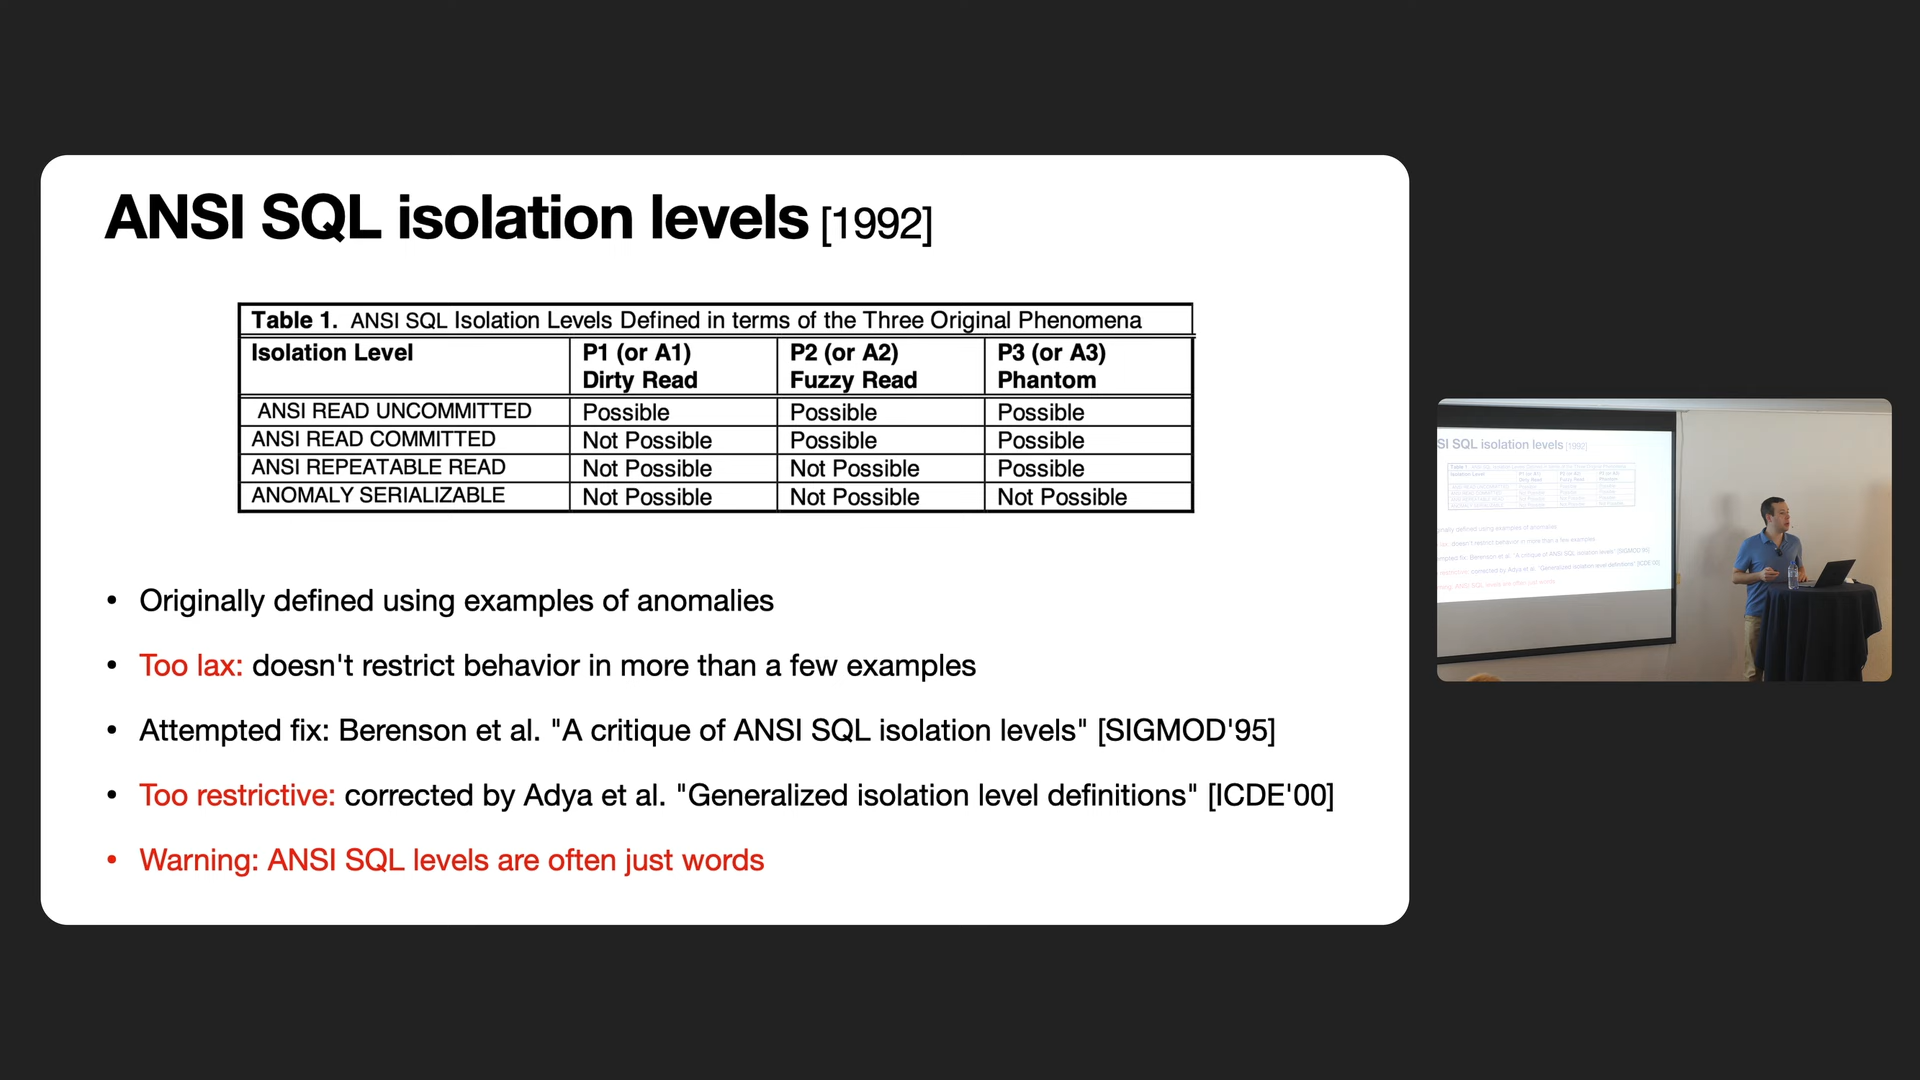 ANSI SQL isolation levels [1992]
Table 1. ANSI SQL Isolation Levels Defined in terms of the Three Original Phenomena
Isolation Level P1 (or A1) P2 (or A2) P3 (or A3)
Dirty Read Fuzzy Read Phantom
ANSI READ UNCOMMITTED Possible Possible Possible
ANSI READ COMMITTED Not Possible Possible Possible
ANSI REPEATABLE READ Not Possible Not Possible Possible
ANOMALY SERIALIZABLE Not Possible Not Possible Not Possible
• Originally defined using examples of anomalies
• Too lax: doesn't restrict behavior in more than a few examples
• Attempted fix: Berenson et al. "A critique of ANSI SQL isolation levels" [SIGMOD'95]
• Too restrictive: corrected by Adya et al. "Generalized isolation level definitions" [ICDE'00]
• Warning: ANSI SQL levels are often just words
SI SQL isolation levels [1992]